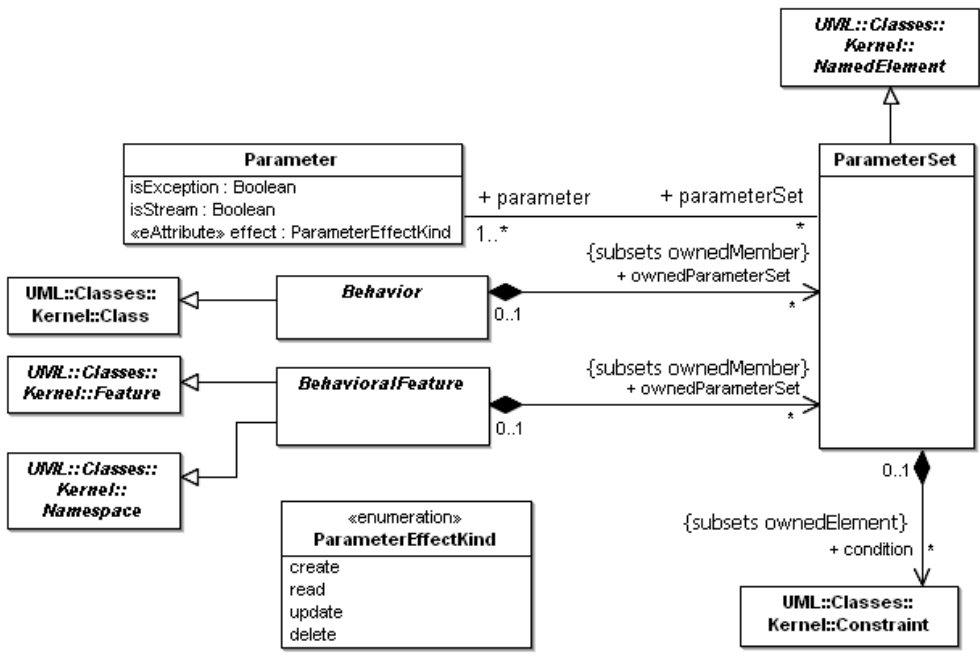 UML::Classes::
Kernel::
NamedElement
Parameter
isException : Boolean
isStream : Boolean
«eAttribute» effect : ParameterEffectKind
ParameterSet
+ parameter
+ parameterSet
1..*
*
{subsets ownedMember}
+ ownedParameterSet
UML::Classes::
Kernel::Class
Behavior
0..1
*
UML::Classes::
Kernel::Feature
BehavioralFeature
{subsets ownedMember}
+ ownedParameterSet
0..1
*
UML::Classes::
Kernel::
Namespace
0..1
«enumeration»
ParameterEffectKind
create
read
update
delete
{subsets ownedElement}
+ condition
*
UML::Classes::
Kernel::Constraint